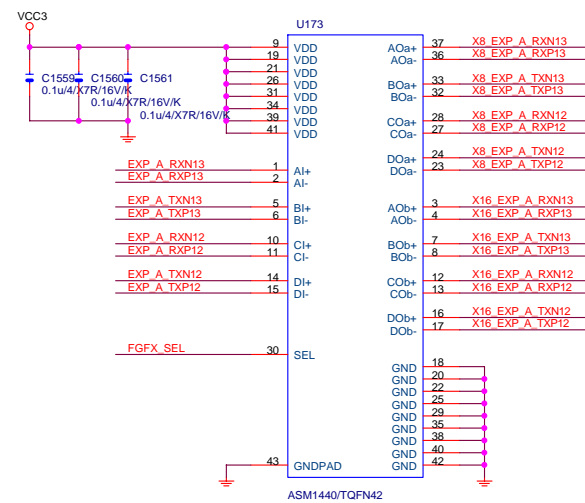 VCC3
U173
C1559
C1560
C1561
0.1u/4/X7R/16V/K
0.1u/4/X7R/16V/K
0.1u/4/X7R/16V/K
9 VDD
19 VDD
21 VDD
26 VDD
31 VDD
34 VDD
39 VDD
41 VDD
EXP_A_RXN13 1 AI+
EXP_A_RXP13 2 AI-
EXP_A_TXN13 5 BI+
EXP_A_TXP13 6 BI-
EXP_A_RXN12 10 CI+
EXP_A_RXP12 11 CI-
EXP_A_TXN12 14 DI+
EXP_A_TXP12 15 DI-
FGFX_SEL 30 SEL
43 GNDPAD
AOa+ 37 X8_EXP_A_RXN13
AOa- 36 X8_EXP_A_RXP13
BOa+ 33 X8_EXP_A_TXN13
BOa- 32 X8_EXP_A_TXP13
COa+ 28 X8_EXP_A_RXN12
COa- 27 X8_EXP_A_RXP12
DOa+ 24 X8_EXP_A_TXN12
DOa- 23 X8_EXP_A_TXP12
AOb+ 3 X16_EXP_A_RXN13
AOb- 4 X16_EXP_A_RXP13
BOb+ 7 X16_EXP_A_TXN13
BOb- 8 X16_EXP_A_TXP13
COb+ 12 X16_EXP_A_RXN12
COb- 13 X16_EXP_A_RXP12
DOb+ 16 X16_EXP_A_TXN12
DOb- 17 X16_EXP_A_TXP12
GND 18
GND 20
GND 22
GND 25
GND 29
GND 35
GND 38
GND 40
GND 42
ASM1440/TQFN42